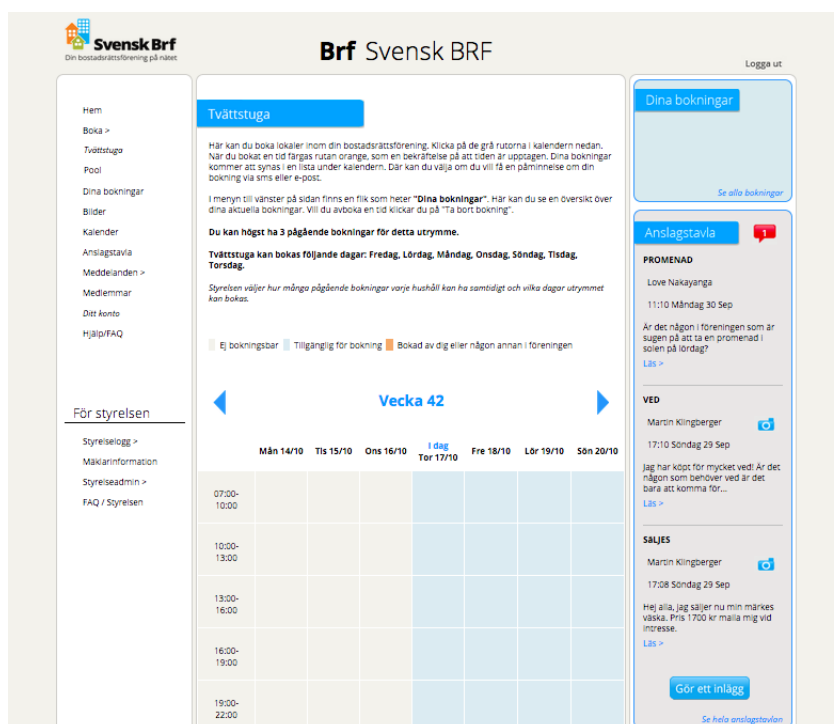 Svensk Brf
Din bostadsrättsförening på nätet
Brf Svensk BRF
Logga ut
Hem
Boka >
Tvättstuga
Pool
Dina bokningar
Bilder
Kalender
Anslagstavla
Meddelanden >
Medlemmar
Ditt konto
Hjälp/FAQ
För styrelsen
Styrelselogg >
Mäklarinformation
Styrelseadmin >
FAQ / Styrelsen
Tvättstuga
Här kan du boka lokaler inom din bostadsrättsförening. Klicka på de grå rutorna i kalendern nedan.
När du bokat en tid färgas rutan orange, som en bekräftelse på att tiden är upptagen. Dina bokningar
kommer att synas i en lista under kalendern. Där kan du välja om du vill få en påminnelse om din
bokning via sms eller e-post.
I menyn till vänster på sidan finns en flik som heter "Dina bokningar". Här kan du se en översikt över
dina aktuella bokningar. Vill du avboka en tid klickar du på "Ta bort bokning".
Du kan högst ha 3 pågående bokningar för detta utrymme.
Tvättstuga kan bokas följande dagar: Fredag, Lördag, Måndag, Onsdag, Söndag, Tisdag,
Torsdag.
Styrelsen väljer hur många pågående bokningar varje hushåll kan ha samtidigt och vilka dagar utrymmet
kan bokas.
Ej bokningsbar Tillgänglig för bokning Bokad av dig eller någon annan i föreningen
Vecka 42
Mån 14/10 Tis 15/10 Ons 16/10 I dag Tor 17/10 Fre 18/10 Lör 19/10 Sön 20/10
07:00-
10:00
10:00-
13:00
13:00-
16:00
16:00-
19:00
19:00-
22:00
Dina bokningar
Se alla bokningar
Anslagstavla
1
PROMENAD
Love Nakayanga
11:10 Måndag 30 Sep
Är det någon i föreningen som är
sugen på att ta en promenad i
solen på lördag?
Läs >
VED
Martin Klingberger
17:10 Söndag 29 Sep
Jag har köpt för mycket ved! Är det
någon som behöver ved är det
bara att komma för...
Läs >
SäLJES
Martin Klingberger
17:08 Söndag 29 Sep
Hej alla, jag säljer nu min märkes
väska. Pris 1700 kr maila mig vid
intresse.
Läs >
Gör ett inlägg
Se hela anslagstavlan